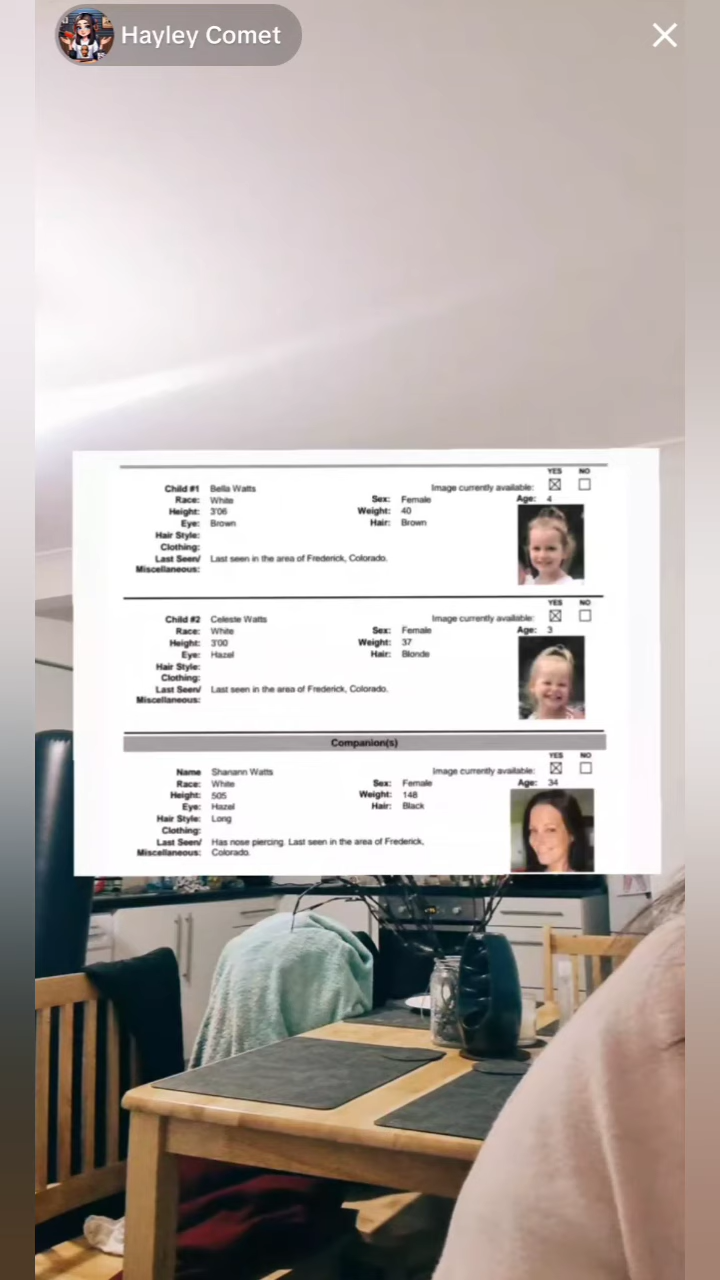 Hayley Comet
YES NO
Child #1 Bella Watts Image currently available:
Race: White Sex: Female Age: 4
Height: 3'06 Weight: 40
Eye: Brown Hair: Brown
Hair Style:
Clothing:
Last Seen/ Last seen in the area of Frederick, Colorado.
Miscellaneous:
YES NO
Child #2 Celeste Watts Image currently available:
Race: White Sex: Female Age: 3
Height: 3'00 Weight: 37
Eye: Hazel Hair: Blonde
Hair Style:
Clothing:
Last Seen/ Last seen in the area of Frederick, Colorado.
Miscellaneous:
Companion(s)
YES NO
Name Shanann Watts Image currently available:
Race: White Sex: Female Age: 34
Height: 505 Weight: 148
Eye: Hazel Hair: Black
Hair Style: Long
Clothing:
Last Seen/ Has nose piercing. Last seen in the area of Frederick,
Miscellaneous: Colorado.